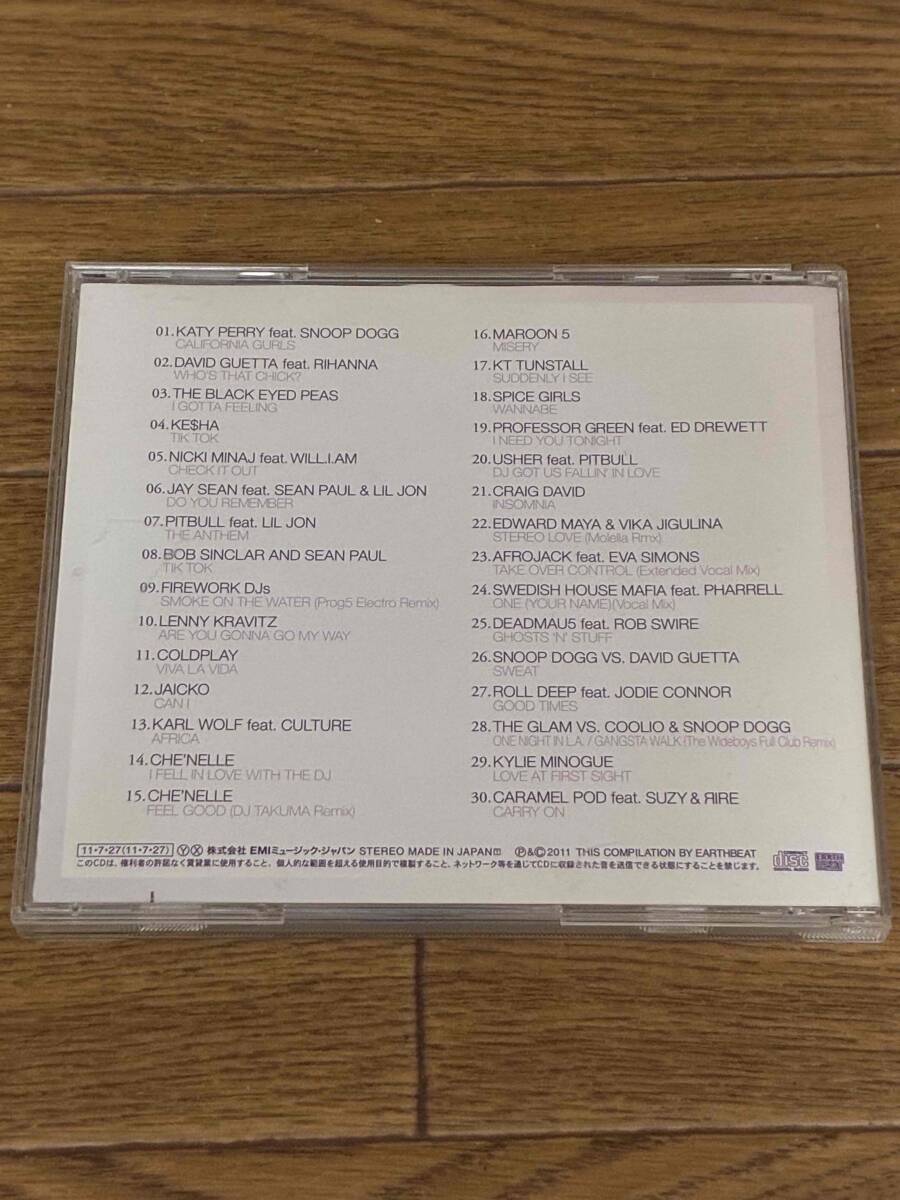 01.KATY PERRY feat. SNOOP DOGG
CALIFORNIA GURLS
02.DAVID GUETTA feat. RIHANNA
WHO'S THAT CHICK?
03.THE BLACK EYED PEAS
I GOTTA FEELING
04.KE$HA
TIK TOK
05.NICKI MINAJ feat. WILL.I.AM
CHECK IT OUT
06.JAY SEAN feat. SEAN PAUL & LIL JON
DO YOU REMEMBER
07.PITBULL feat. LIL JON
THE ANTHEM
08.BOB SINCLAR AND SEAN PAUL
TIK TOK
09.FIREWORK DJs
SMOKE ON THE WATER (Prog5 Electro Remix)
10.LENNY KRAVITZ
ARE YOU GONNA GO MY WAY
11.COLDPLAY
VIVA LA VIDA
12.JAICKO
CAN I
13.KARL WOLF feat. CULTURE
AFRICA
14.CHE'NELLE
I FELL IN LOVE WITH THE DJ
15.CHE'NELLE
FEEL GOOD (DJ TAKUMA Remix)
16.MAROON 5
MISERY
17.KT TUNSTALL
SUDDENLY I SEE
18.SPICE GIRLS
WANNABE
19.PROFESSOR GREEN feat. ED DREWETT
I NEED YOU TONIGHT
20.USHER feat. PITBULL
DJ GOT US FALLIN' IN LOVE
21.CRAIG DAVID
INSOMNIA
22.EDWARD MAYA & VIKA JIGULINA
STEREO LOVE (Molella Rmx)
23.AFROJACK feat. EVA SIMONS
TAKE OVER CONTROL (Extended Vocal Mix)
24.SWEDISH HOUSE MAFIA feat. PHARRELL
ONE (YOUR NAME)(Vocal Mix)
25.DEADMAU5 feat. ROB SWIRE
GHOSTS 'N' STUFF
26.SNOOP DOGG VS. DAVID GUETTA
SWEAT
27.ROLL DEEP feat. JODIE CONNOR
GOOD TIMES
28.THE GLAM VS. COOLIO & SNOOP DOGG
ONE NIGHT IN L.A. / GANGSTA WALK (The Wideboys Full Club Remix)
29.KYLIE MINOGUE
LOVE AT FIRST SIGHT
30.CARAMEL POD feat. SUZY & ЯIRE
CARRY ON
11・7・27(11・7・27) Ⓨ Ⓧ 株式会社 EMIミュージック・ジャパン STEREO MADE IN JAPAN ℗&© 2011 THIS COMPILATION BY EARTHBEAT
このCDは、権利者の許諾なく賃貸業に使用すること、個人的な範囲を超える使用目的で複製すること、ネットワーク等を通じてCDに収録された音を送信できる状態にすることを禁じます。
COMPACT disc DIGITAL AUDIO